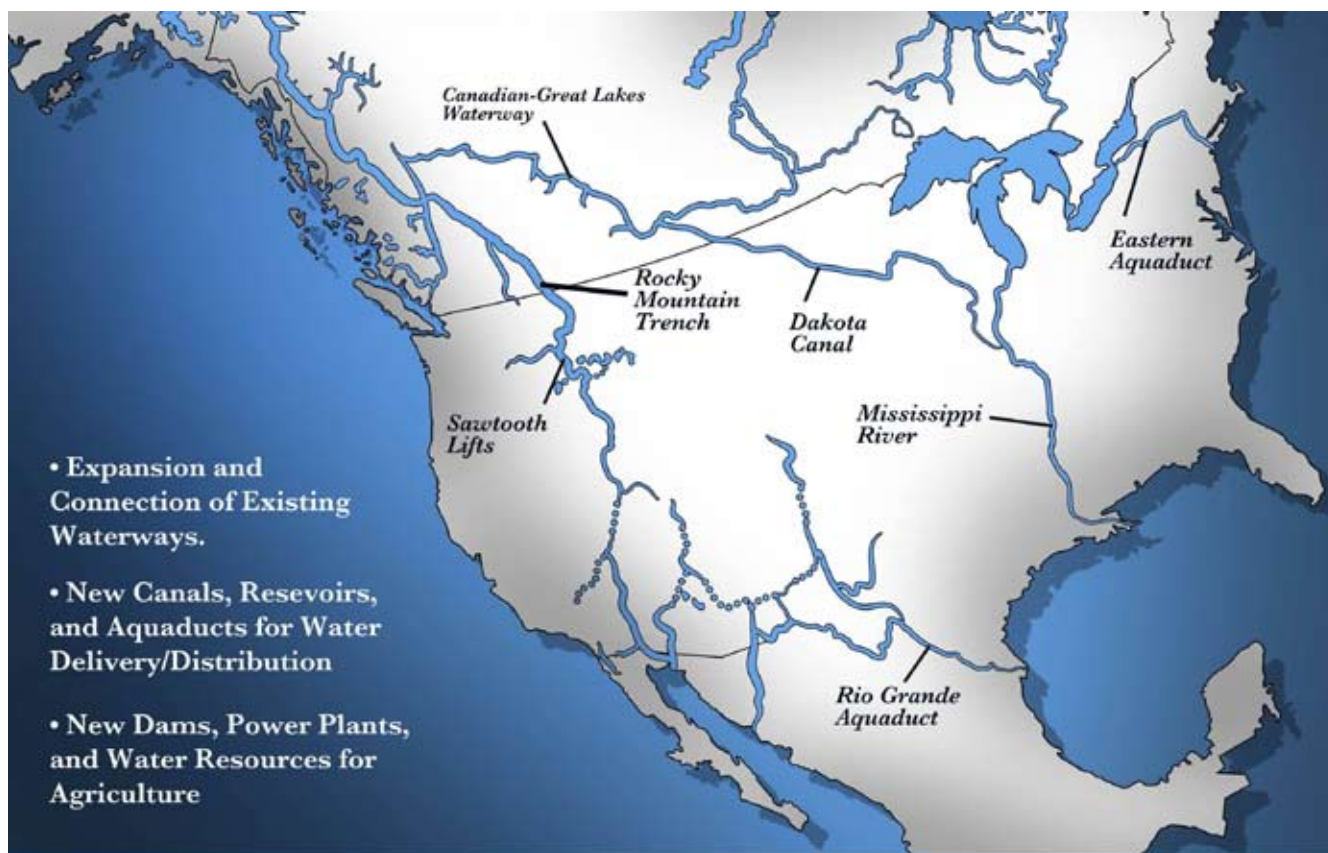 Canadian-Great Lakes
Waterway
Eastern
Aquaduct
Rocky
Mountain
Trench
Dakota
Canal
Sawtooth
Lifts
Mississippi
River
Rio Grande
Aquaduct
• Expansion and
Connection of Existing
Waterways.
• New Canals, Resevoirs,
and Aquaducts for Water
Delivery/Distribution
• New Dams, Power Plants,
and Water Resources for
Agriculture